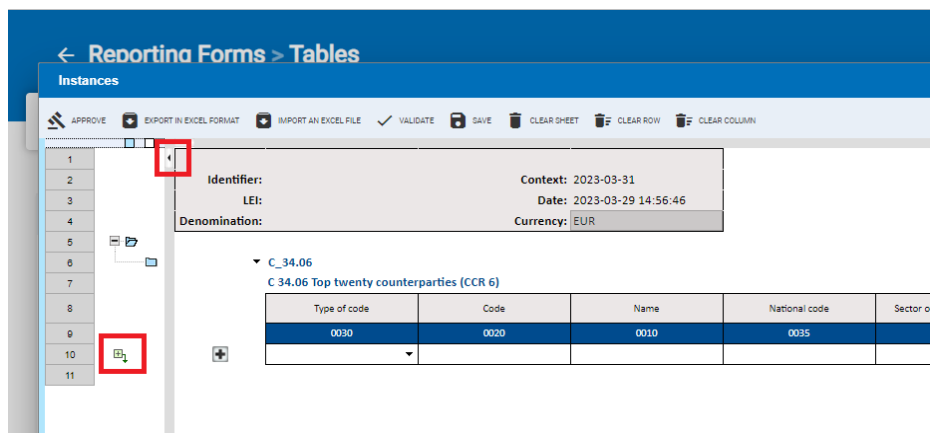 ← Reporting Forms > Tables
Instances
APPROVE EXPORT IN EXCEL FORMAT IMPORT AN EXCEL FILE VALIDATE SAVE CLEAR SHEET CLEAR ROW CLEAR COLUMN
1
2 Identifier: Context: 2023-03-31
3 LEI: Date: 2023-03-29 14:56:46
4 Denomination: Currency: EUR
5
6 C_34.06
7 C 34.06 Top twenty counterparties (CCR 6)
8 Type of code Code Name National code Sector o
9 0030 0020 0010 0035
10
11